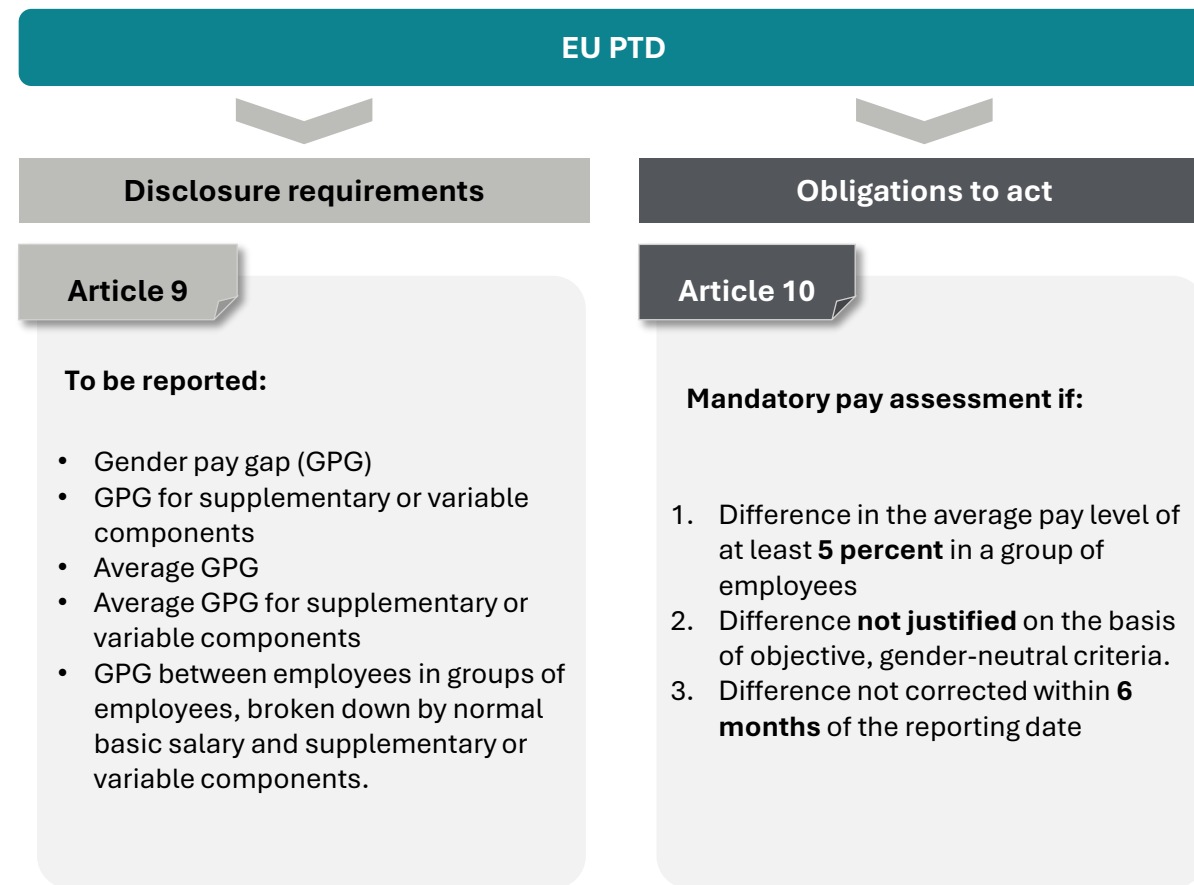 EU PTD
Disclosure requirements
Article 9
To be reported:
• Gender pay gap (GPG)
• GPG for supplementary or variable
components
• Average GPG
• Average GPG for supplementary or
variable components
• GPG between employees in groups of
employees, broken down by normal
basic salary and supplementary or
variable components.
Obligations to act
Article 10
Mandatory pay assessment if:
1. Difference in the average pay level of
at least 5 percent in a group of
employees
2. Difference not justified on the basis
of objective, gender-neutral criteria.
3. Difference not corrected within 6
months of the reporting date